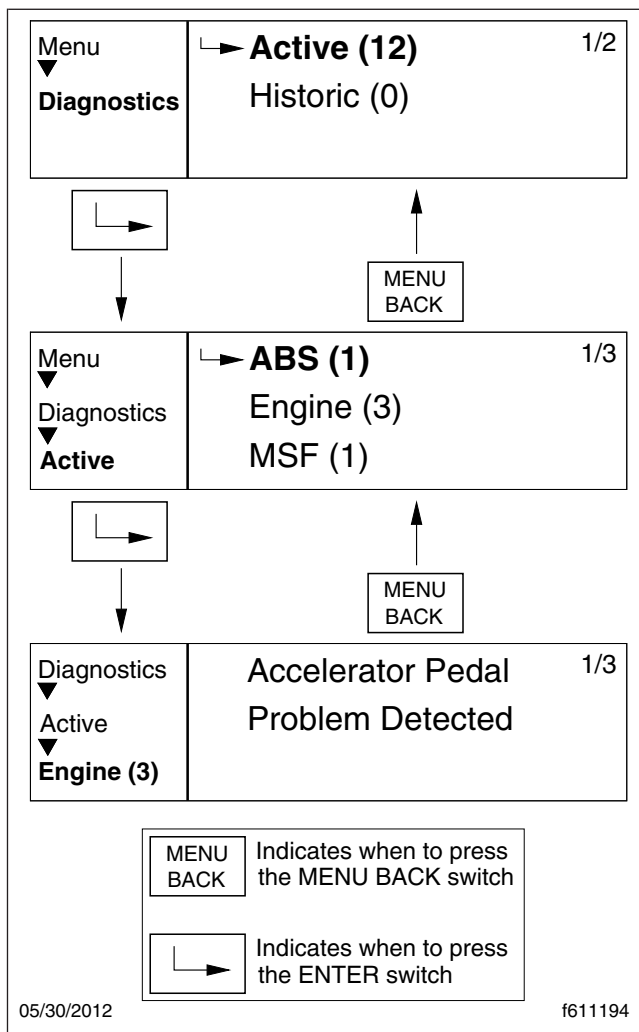 Menu
Diagnostics
Active (12)
Historic (0)
1/2
MENU
BACK
Menu
Diagnostics
Active
ABS (1)
Engine (3)
MSF (1)
1/3
MENU
BACK
Diagnostics
Active
Engine (3)
Accelerator Pedal
Problem Detected
1/3
MENU
BACK
Indicates when to press
the MENU BACK switch
Indicates when to press
the ENTER switch
05/30/2012
f611194